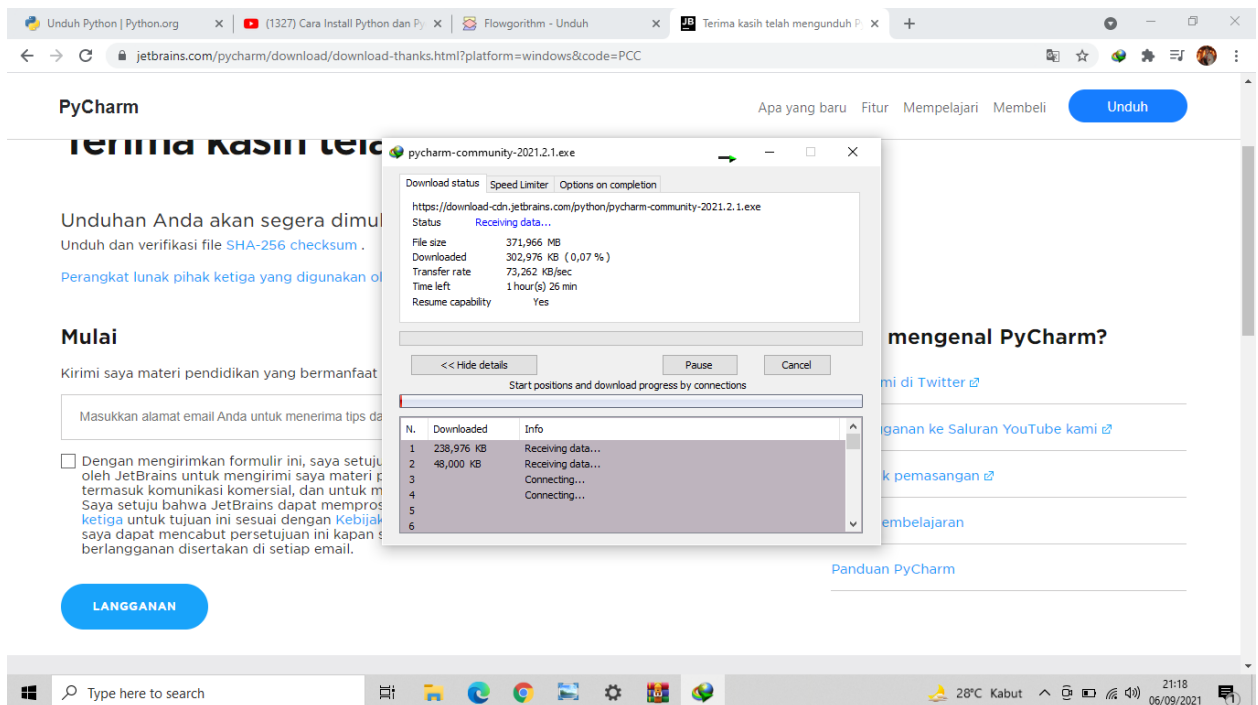 Unduh Python | Python.org
(1327) Cara Install Python dan Py
Flowgorithm - Unduh
Terima kasih telah mengunduh P
jetbrains.com/pycharm/download/download-thanks.html?platform=windows&code=PCC
PyCharm
Apa yang baru Fitur Mempelajari Membeli Unduh
Terima kasih tela
Unduhan Anda akan segera dimul
Unduh dan verifikasi file SHA-256 checksum .
Perangkat lunak pihak ketiga yang digunakan ol
Mulai
Kirimi saya materi pendidikan yang bermanfaat
Masukkan alamat email Anda untuk menerima tips da
Dengan mengirimkan formulir ini, saya setuju
oleh JetBrains untuk mengirimi saya materi p
termasuk komunikasi komersial, dan untuk m
Saya setuju bahwa JetBrains dapat mempros
ketiga untuk tujuan ini sesuai dengan Kebijak
saya dapat mencabut persetujuan ini kapan s
berlangganan disertakan di setiap email.
LANGGANAN
pycharm-community-2021.2.1.exe
Download status Speed Limiter Options on completion
https://download-cdn.jetbrains.com/python/pycharm-community-2021.2.1.exe
Status Receiving data...
File size 371,966 MB
Downloaded 302,976 KB ( 0,07 % )
Transfer rate 73,262 KB/sec
Time left 1 hour(s) 26 min
Resume capability Yes
<< Hide details Pause Cancel
Start positions and download progress by connections
N. Downloaded Info
1 238,976 KB Receiving data...
2 48,000 KB Receiving data...
3 Connecting...
4 Connecting...
5
6
mengenal PyCharm?
mi di Twitter
ganan ke Saluran YouTube kami
k pemasangan
embelajaran
Panduan PyCharm
Type here to search
28°C Kabut
21:18
06/09/2021
1